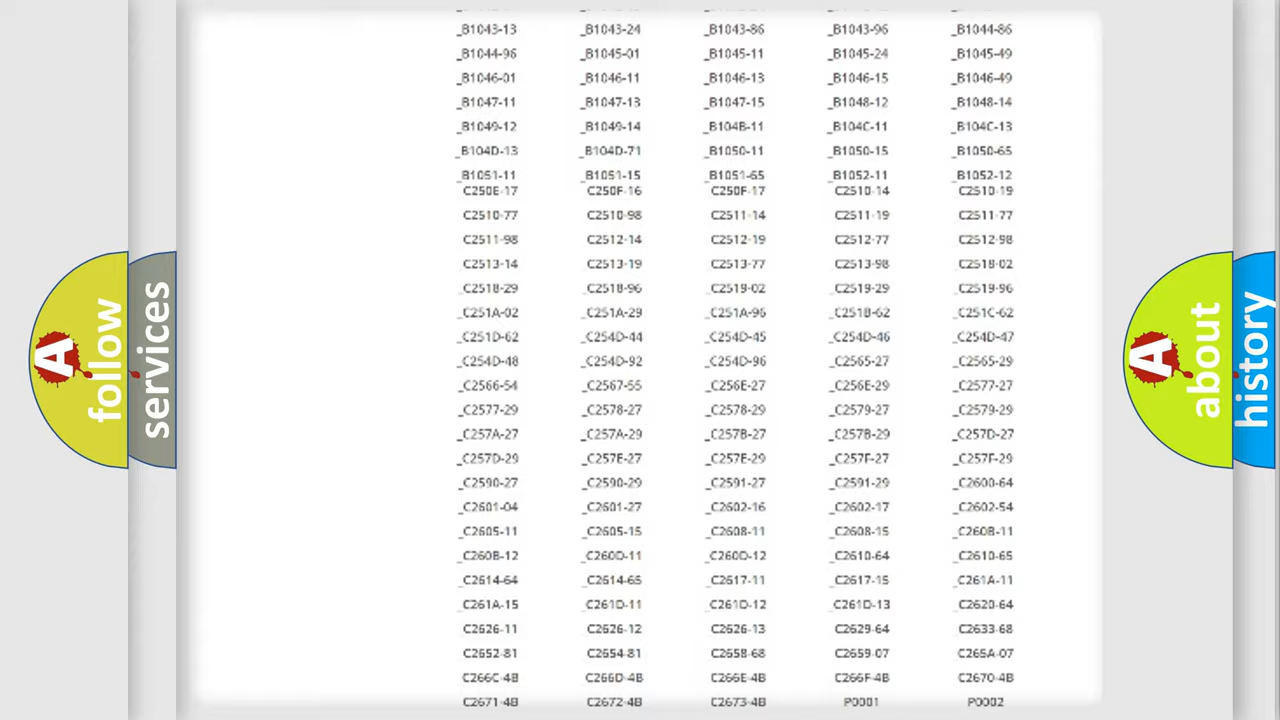 _B1043-13 _B1043-24 _B1043-86 _B1043-96 _B1044-86
_B1044-96 _B1045-01 _B1045-11 _B1045-24 _B1045-49
_B1046-01 _B1046-11 _B1046-13 _B1046-15 _B1046-49
_B1047-11 _B1047-13 _B1047-15 _B1048-12 _B1048-14
_B1049-12 _B1049-14 _B104B-11 _B104C-11 _B104C-13
_B104D-13 _B104D-71 _B1050-11 _B1050-15 _B1050-65
_B1051-11 _B1051-15 _B1051-65 _B1052-11 _B1052-12
C250E-17 C250F-16 C250F-17 C2510-14 C2510-19
C2510-77 C2510-98 C2511-14 C2511-19 C2511-77
C2511-98 C2512-14 C2512-19 C2512-77 C2512-98
C2513-14 C2513-19 C2513-77 C2513-98 C2518-02
_C2518-29 _C2518-96 _C2519-02 _C2519-29 _C2519-96
_C251A-02 _C251A-29 _C251A-96 _C251B-62 _C251C-62
_C251D-62 _C254D-44 _C254D-45 _C254D-46 _C254D-47
_C254D-48 _C254D-92 _C254D-96 _C2565-27 _C2565-29
_C2566-54 _C2567-55 _C256E-27 _C256E-29 _C2577-27
_C2577-29 _C2578-27 _C2578-29 _C2579-27 _C2579-29
_C257A-27 _C257A-29 _C257B-27 _C257B-29 _C257D-27
_C257D-29 _C257E-27 _C257E-29 _C257F-27 _C257F-29
_C2590-27 _C2590-29 _C2591-27 _C2591-29 _C2600-64
_C2601-04 _C2601-27 _C2602-16 _C2602-17 _C2602-54
_C2605-11 _C2605-15 _C2608-11 _C2608-15 _C260B-11
_C260B-12 _C260D-11 _C260D-12 _C2610-64 _C2610-65
_C2614-64 _C2614-65 _C2617-11 _C2617-15 _C261A-11
_C261A-15 _C261D-11 _C261D-12 _C261D-13 _C2620-64
C2626-11 C2626-12 C2626-13 C2629-64 C2633-68
C2652-81 C2654-81 C2658-68 C2659-07 C265A-07
C266C-4B C266D-4B C266E-4B C266F-4B C2670-4B
C2671-4B C2672-4B C2673-4B P0001 P0002
A follow
services
A about
history